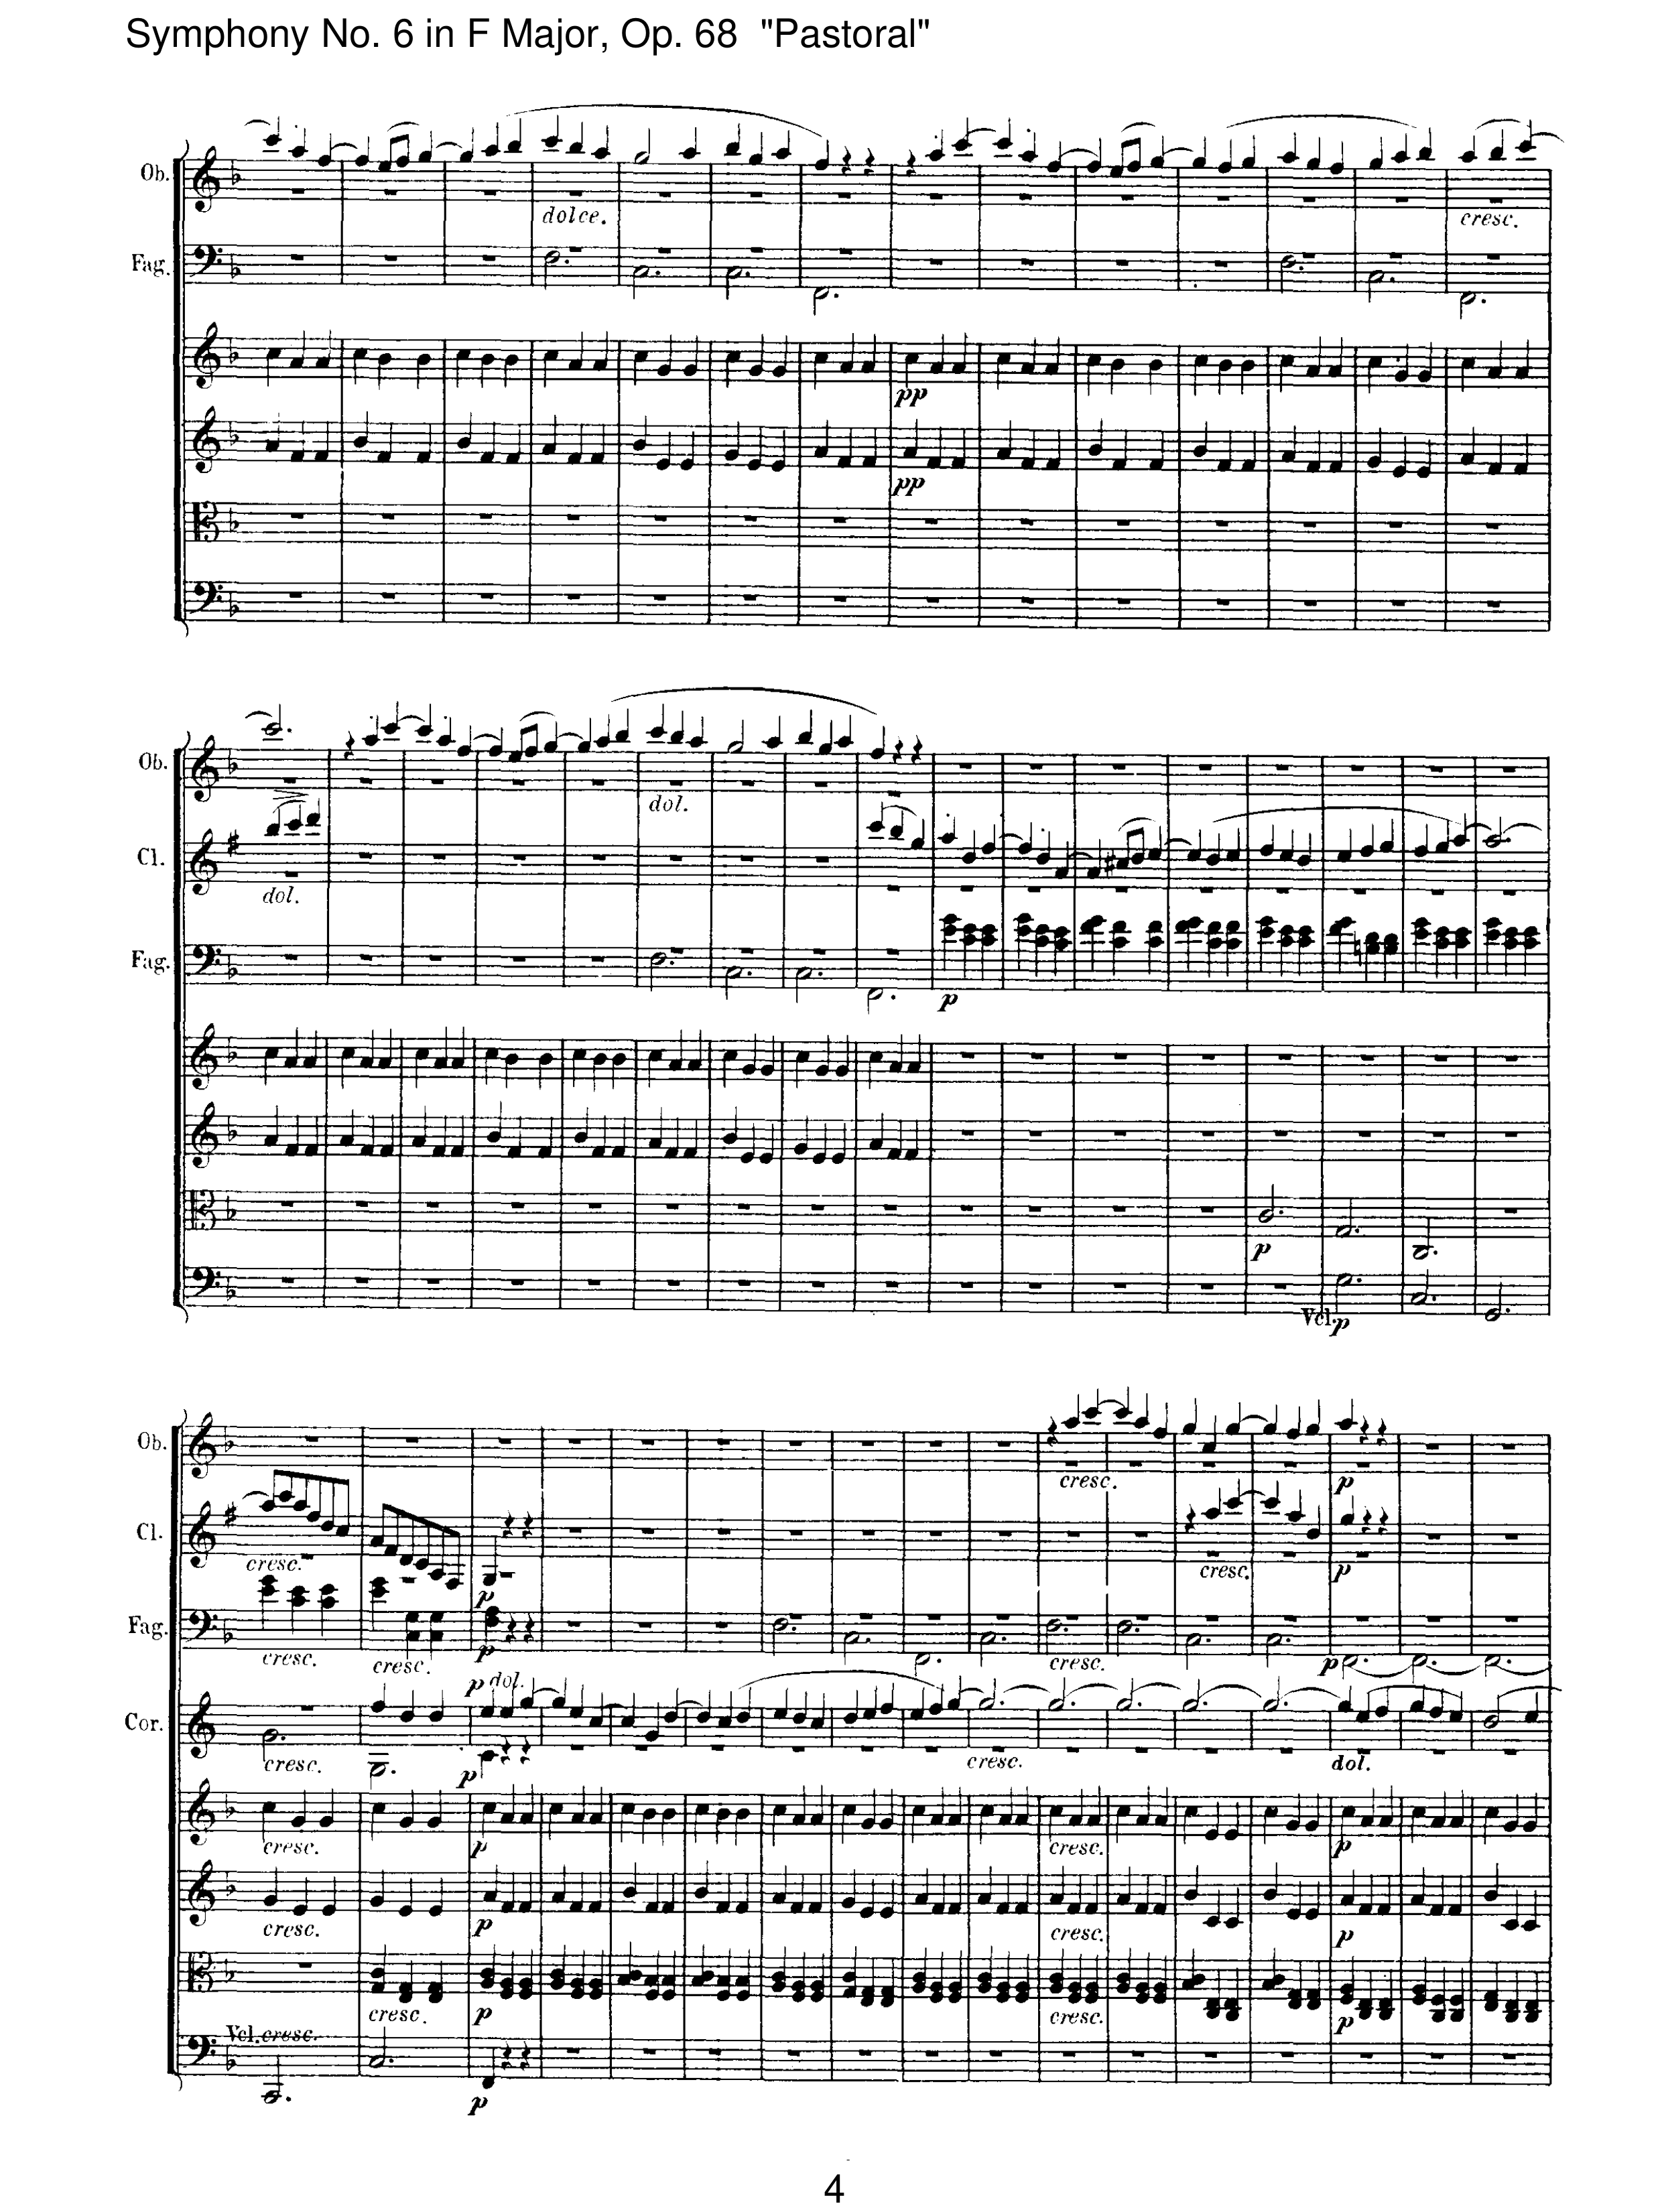 Symphony No. 6 in F Major, Op. 68 "Pastoral"
Ob.
dolce.
cresc.
Fag.
pp
pp
Ob.
dol.
Cl.
dol.
Fag.
p
p
Vcl. p
Ob.
cresc.
p
Cl.
cresc.
cresc.
p
p
Fag.
cresc.
cresc.
p
cresc.
p
p dol.
Cor.
cresc.
p
cresc.
dol.
cresc.
p
cresc.
p
cresc.
p
cresc.
p
cresc.
p
cresc.
p
Vcl. cresc.
p
4